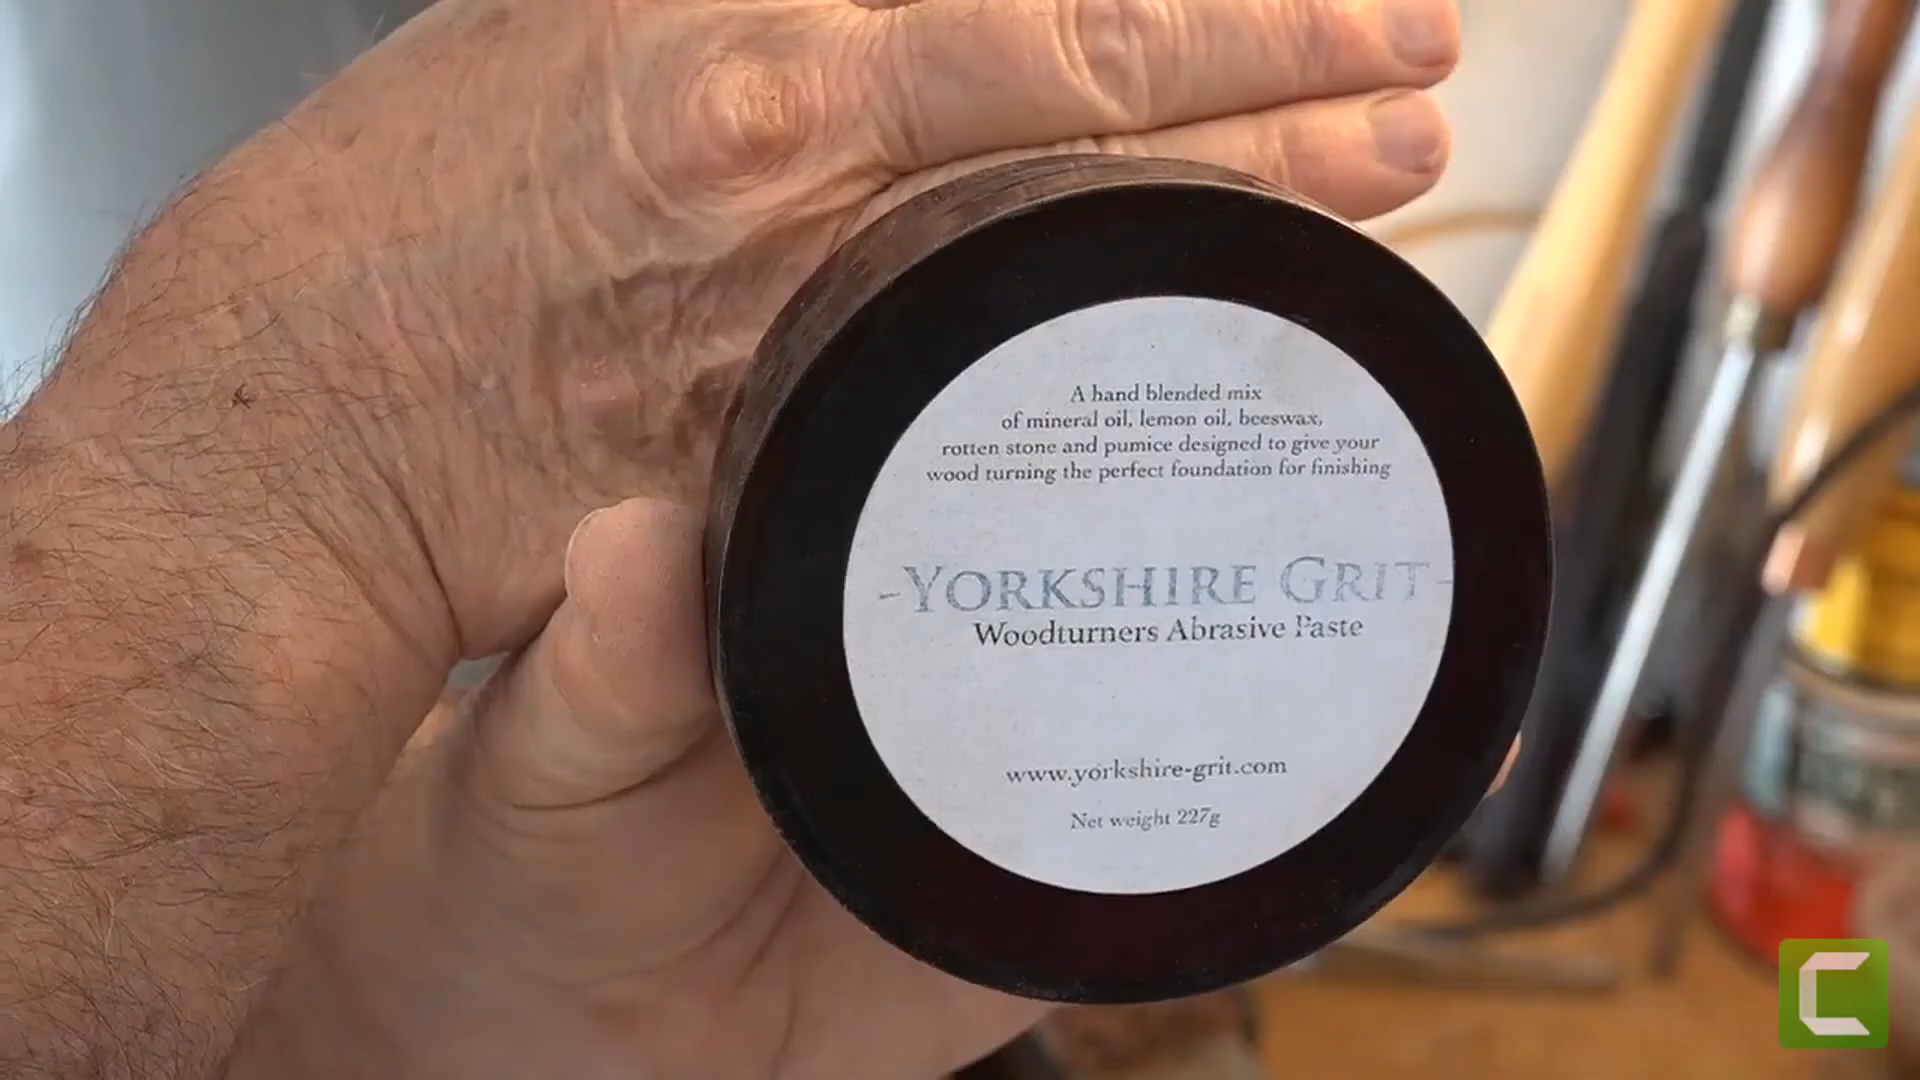 A hand blended mix
of mineral oil, lemon oil, beeswax,
rotten stone and pumice designed to give your
wood turning the perfect foundation for finishing
-YORKSHIRE GRIT-
Woodturners Abrasive Paste
www.yorkshire-grit.com
Net weight 227g